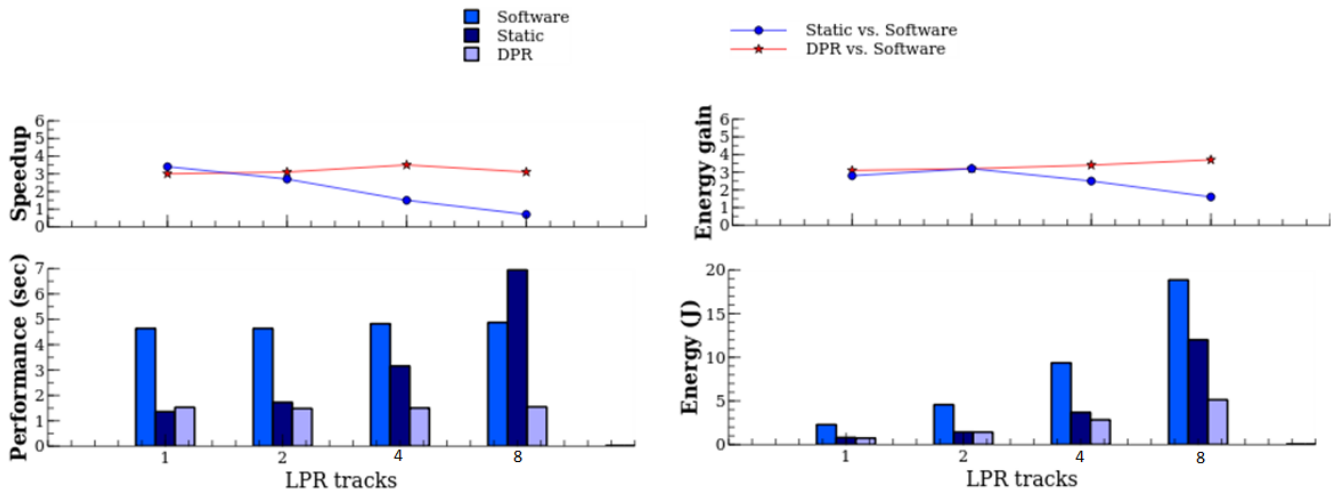 Software
Static
DPR
Static vs. Software
DPR vs. Software
Speedup
6
5
4
3
2
1
0
Energy gain
6
5
4
3
2
1
0
Performance (sec)
7
6
5
4
3
2
1
0
1 2 4 8
LPR tracks
Energy (J)
20
15
10
5
0
1 2 4 8
LPR tracks